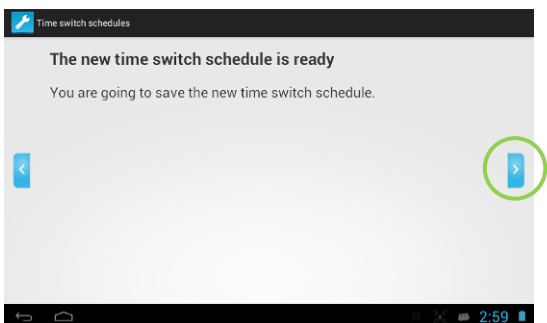 Time switch schedules
The new time switch schedule is ready
You are going to save the new time switch schedule.
2:59